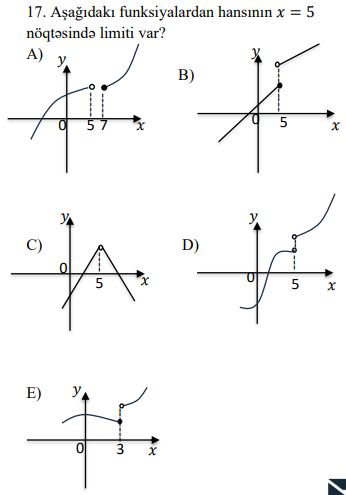 17. Aşağıdakı funksiyalardan hansının x = 5
nöqtəsində limiti var?
A) y
0 5 7 x
B) y
0 5 x
C) y
0 5 x
D) y
0 5 x
E) y
0 3 x